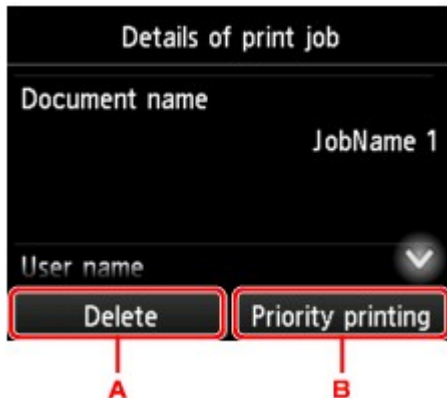 Details of print job
Document name
JobName 1
User name
Delete
Priority printing
A
B